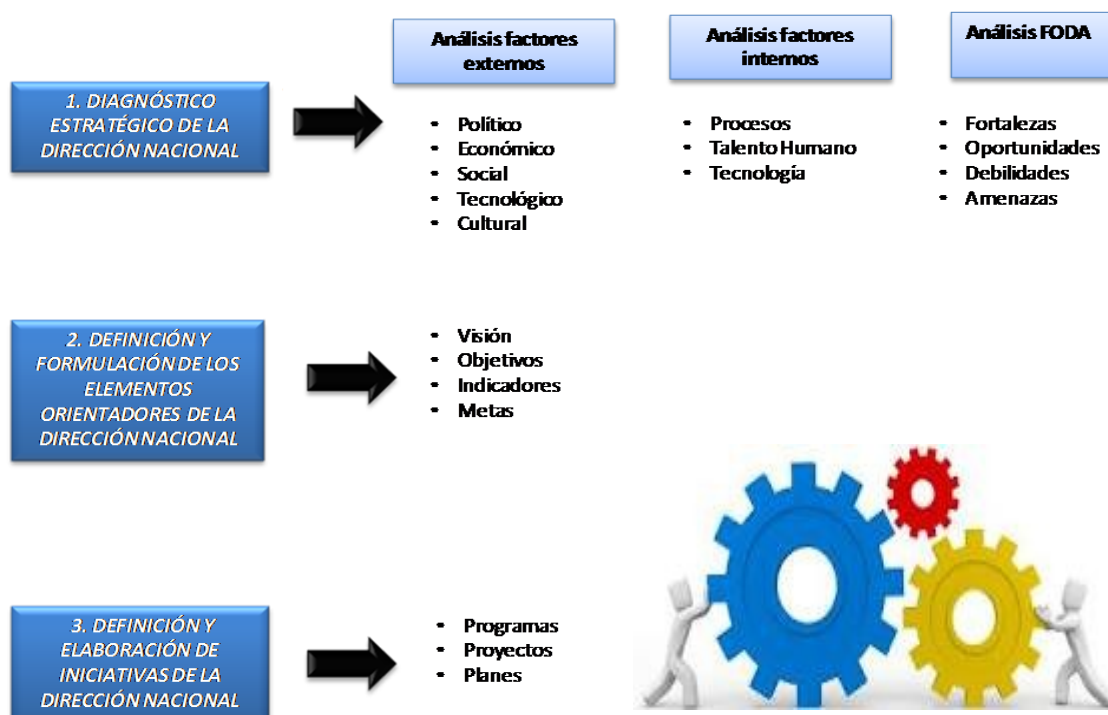 Análisis factores
externos
Análisis factores
internos
Análisis FODA
1. DIAGNÓSTICO
ESTRATÉGICO DE LA
DIRECCIÓN NACIONAL
• Político
• Económico
• Social
• Tecnológico
• Cultural
• Procesos
• Talento Humano
• Tecnología
• Fortalezas
• Oportunidades
• Debilidades
• Amenazas
2. DEFINICIÓN Y
FORMULACIÓN DE LOS
ELEMENTOS
ORIENTADORES DE LA
DIRECCIÓN NACIONAL
• Visión
• Objetivos
• Indicadores
• Metas
3. DEFINICIÓN Y
ELABORACIÓN DE
INICIATIVAS DE LA
DIRECCIÓN NACIONAL
• Programas
• Proyectos
• Planes